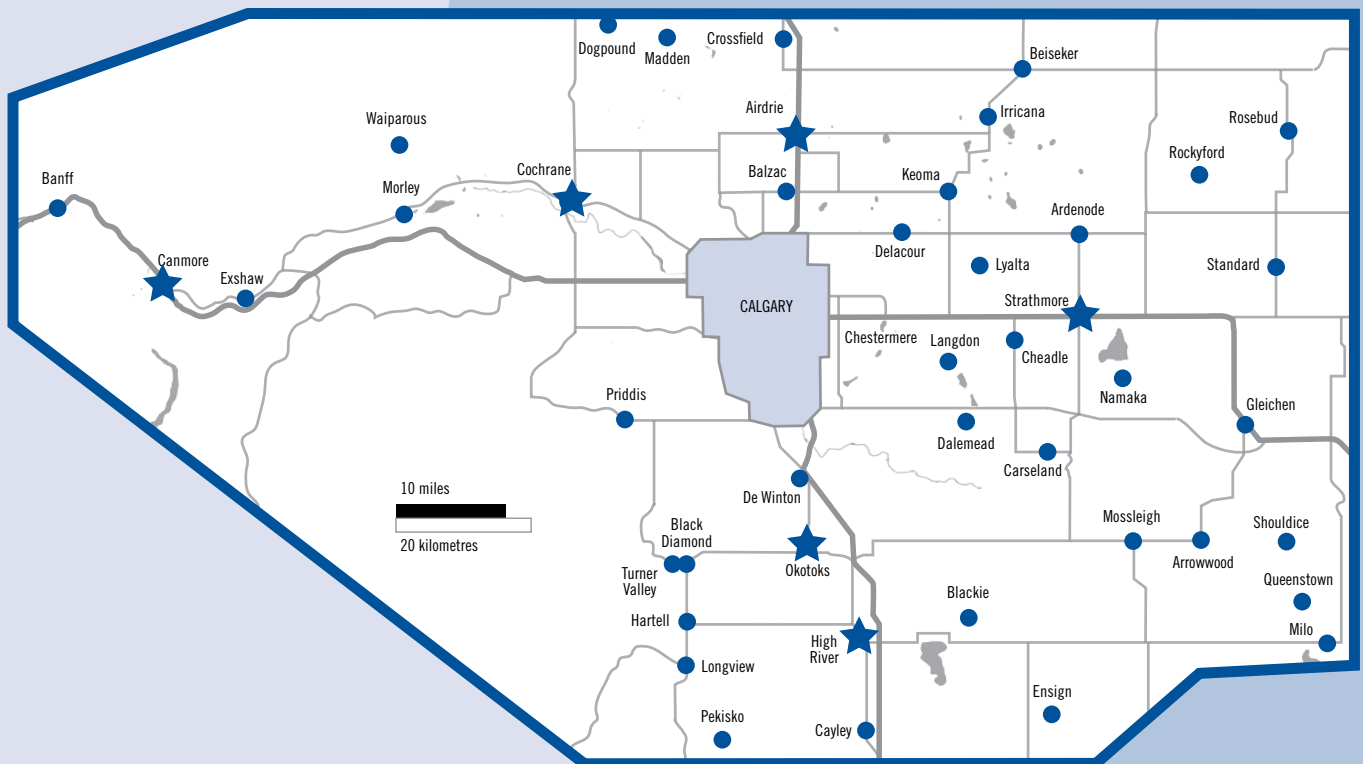 Dogpound
Madden
Crossfield
Beiseker
Airdrie
Irricana
Rosebud
Waiparous
Rockyford
Banff
Morley
Cochrane
Balzac
Keoma
Ardenode
Delacour
Canmore
Exshaw
Lyalta
Standard
CALGARY
Strathmore
Chestermere
Langdon
Cheadle
Namaka
Priddis
Gleichen
Dalemead
Carseland
10 miles
20 kilometres
De Winton
Black
Diamond
Mossleigh
Shouldice
Turner
Valley
Okotoks
Arrowwood
Queenstown
Blackie
Hartell
High
River
Milo
Longview
Ensign
Pekisko
Cayley